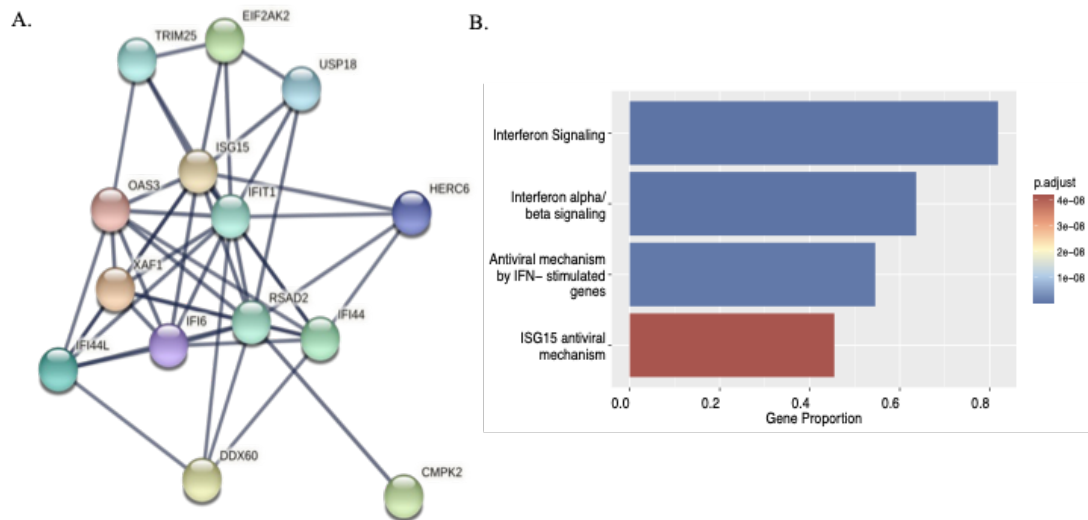 A.
EIF2AK2
TRIM25
USP18
ISG15
OAS3
IFIT1
HERC6
XAF1
RSAD2
IFI44
IFI6
IFI44L
DDX60
CMPK2
B.
Interferon Signaling
Interferon alpha/
beta signaling
Antiviral mechanism
by IFN− stimulated
genes
ISG15 antiviral
mechanism
0.0 0.2 0.4 0.6 0.8
Gene Proportion
p.adjust
4e−08
3e−08
2e−08
1e−08